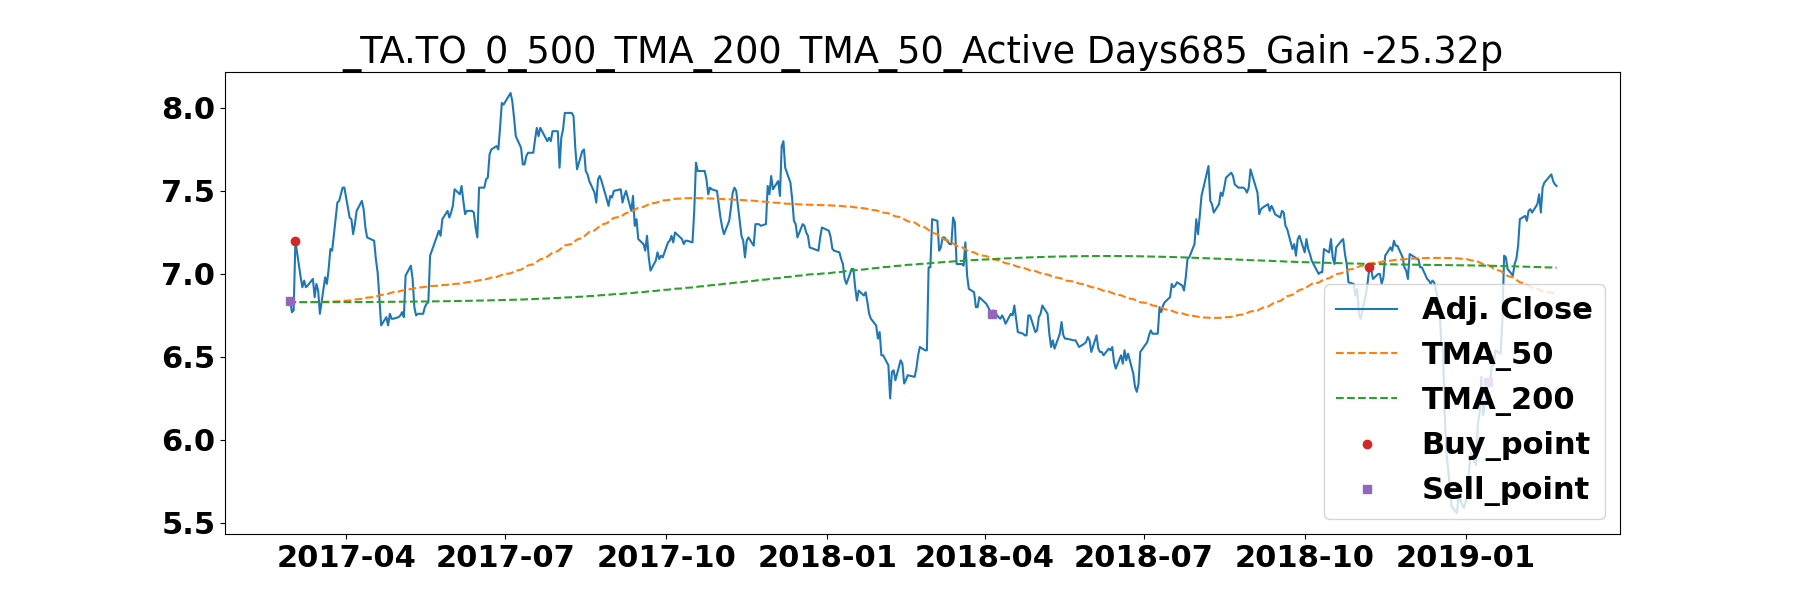 _TA.TO_0_500_TMA_200_TMA_50_Active Days685_Gain -25.32p
8.0
7.5
7.0
6.5
6.0
5.5
Adj. Close
TMA_50
TMA_200
Buy_point
Sell_point
2017-04 2017-07 2017-10 2018-01 2018-04 2018-07 2018-10 2019-01